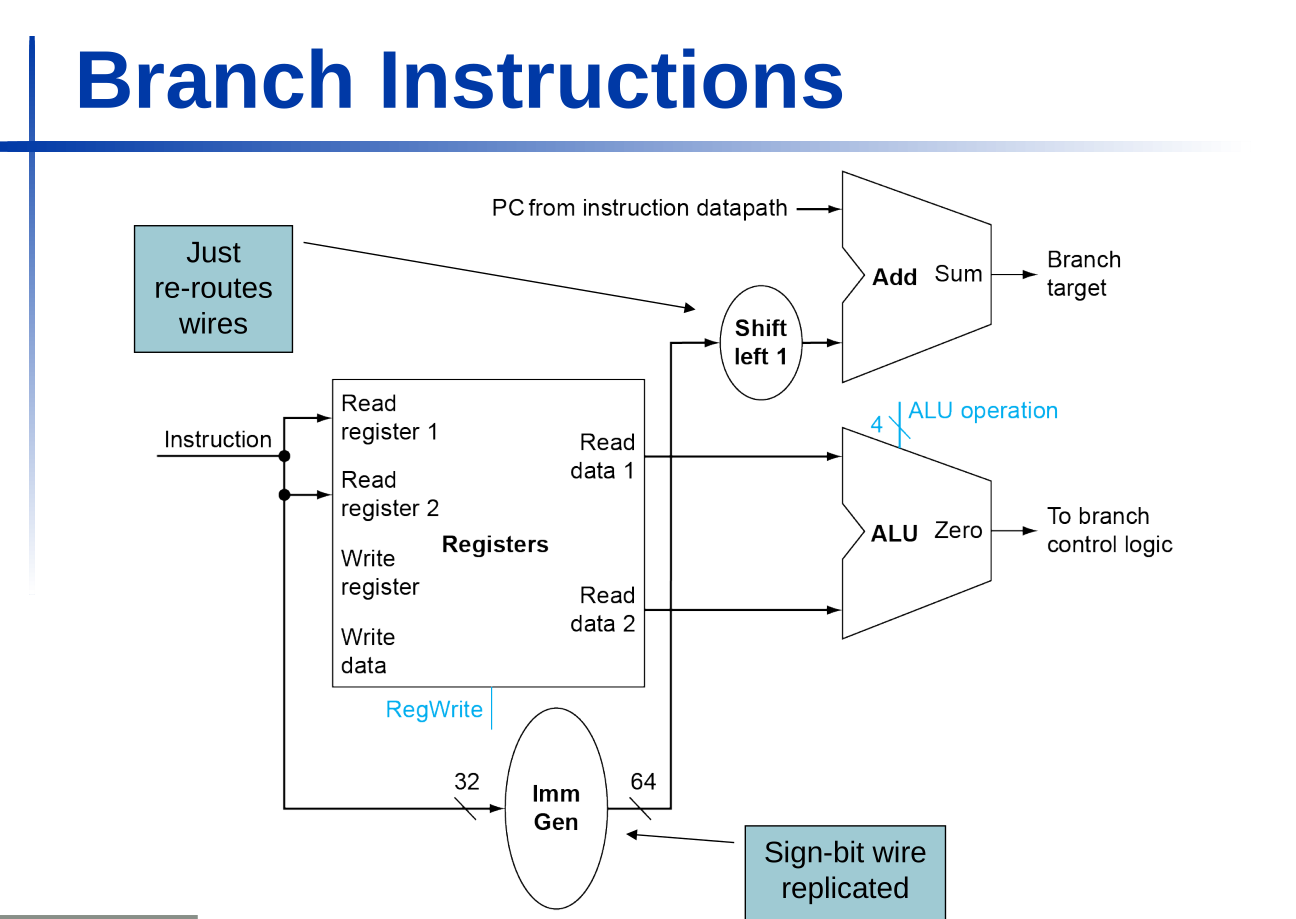 Branch Instructions
PC from instruction datapath
Just
re-routes
wires
Add
Sum
Branch
target
Shift
left 1
ALU operation
4
Instruction
Read
register 1
Read
data 1
Read
register 2
Registers
ALU
Zero
To branch
control logic
Write
register
Read
data 2
Write
data
RegWrite
32
64
Imm
Gen
Sign-bit wire
replicated